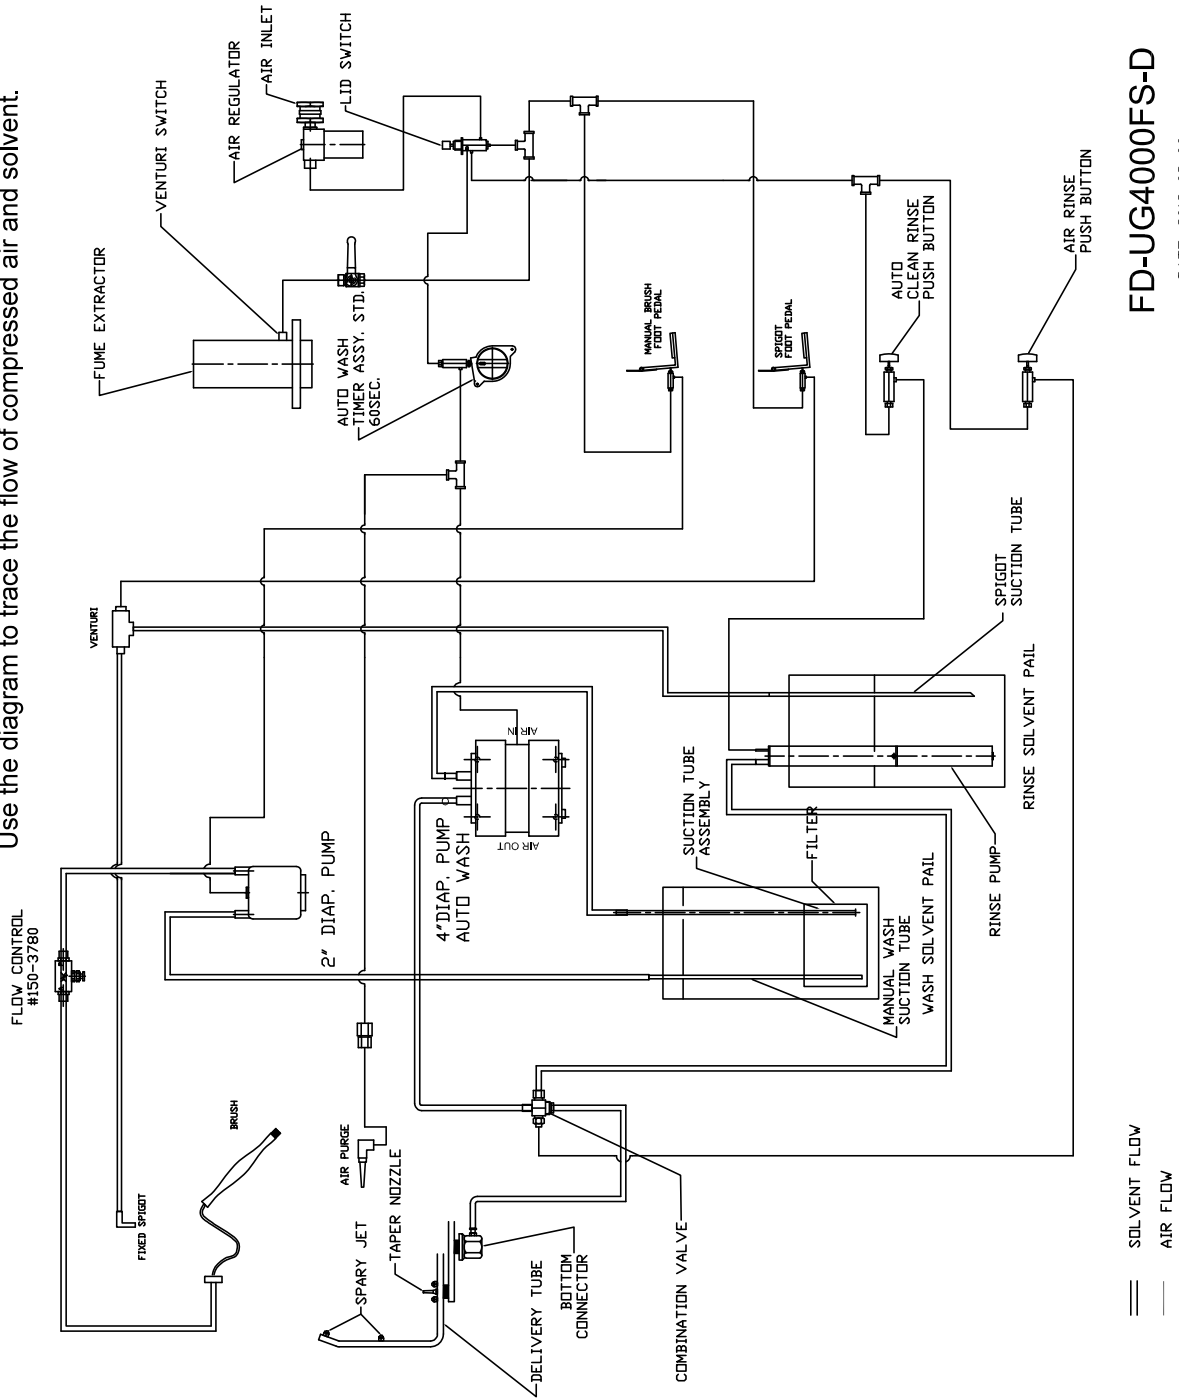 Use the diagram to trace the flow of compressed air and solvent.
AIR INLET
AIR REGULATOR
LID SWITCH
VENTURI SWITCH
FUME EXTRACTOR
AUTO WASH
TIMER ASSY. STD.
60SEC.
MANUAL BRUSH
FOOT PEDAL
SPIGOT
FOOT PEDAL
AUTO
CLEAN RINSE
PUSH BUTTON
AIR RINSE
PUSH BUTTON
FD-UG4000FS-D
VENTURI
SPIGOT
SUCTION TUBE
RINSE SOLVENT PAIL
AIR IN
AIR OUT
SUCTION TUBE
ASSEMBLY
FILTER
RINSE PUMP
2" DIAP. PUMP
4"DIAP. PUMP
AUTO WASH
FLOW CONTROL
#150-3780
MANUAL WASH
SUCTION TUBE
WASH SOLVENT PAIL
BRUSH
FIXED SPIGOT
AIR PURGE
TAPER NOZZLE
SPARY JET
DELIVERY TUBE
BOTTOM
CONNECTOR
COMBINATION VALVE
SOLVENT FLOW
AIR FLOW